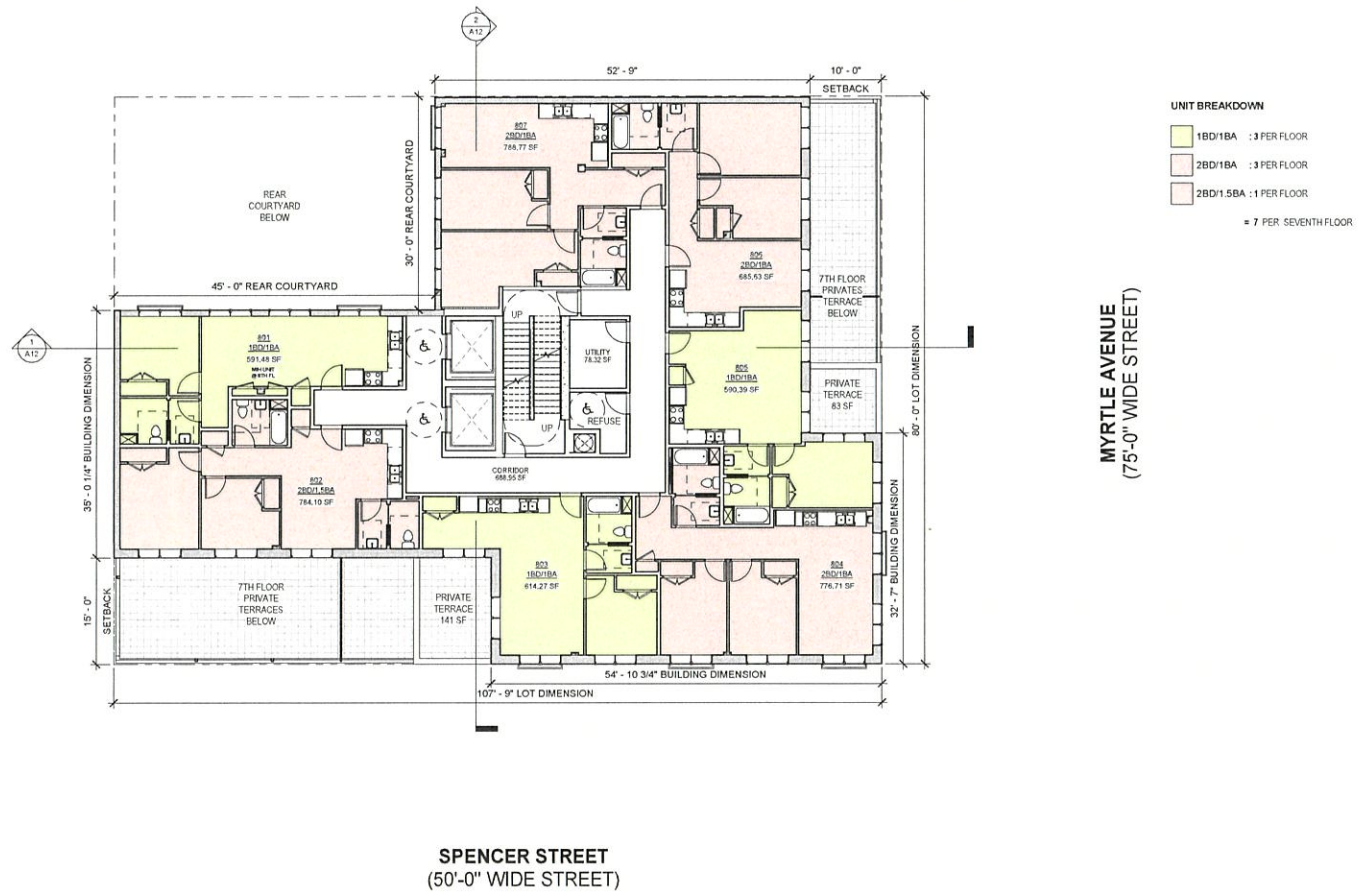 2
A12
52' - 9"
10' - 0"
SETBACK
UNIT BREAKDOWN
1BD/1BA : 3 PER FLOOR
2BD/1BA : 3 PER FLOOR
2BD/1.5BA : 1 PER FLOOR
= 7 PER SEVENTH FLOOR
807
2BD/1BA
788.77 SF
REAR
COURTYARD
BELOW
30' - 0" REAR COURTYARD
45' - 0" REAR COURTYARD
806
2BD/1BA
685.63 SF
7TH FLOOR
PRIVATES
TERRACE
BELOW
UP
UTILITY
78.32 SF
1
A12
801
1BD/1BA
591.48 SF
805
1BD/1BA
590.39 SF
PRIVATE
TERRACE
63 SF
80' - 0" LOT DIMENSION
MYRTLE AVENUE
(75'-0" WIDE STREET)
REFUSE
UP
35' - 0 1/4" BUILDING DIMENSION
CORRIDOR
688.95 SF
802
2BD/1.5BA
784.10 SF
32' - 7" BUILDING DIMENSION
803
1BD/1BA
614.27 SF
804
2BD/1BA
776.71 SF
15' - 0"
SETBACK
7TH FLOOR
PRIVATE
TERRACES
BELOW
PRIVATE
TERRACE
141 SF
54' - 10 3/4" BUILDING DIMENSION
107' - 9" LOT DIMENSION
SPENCER STREET
(50'-0" WIDE STREET)